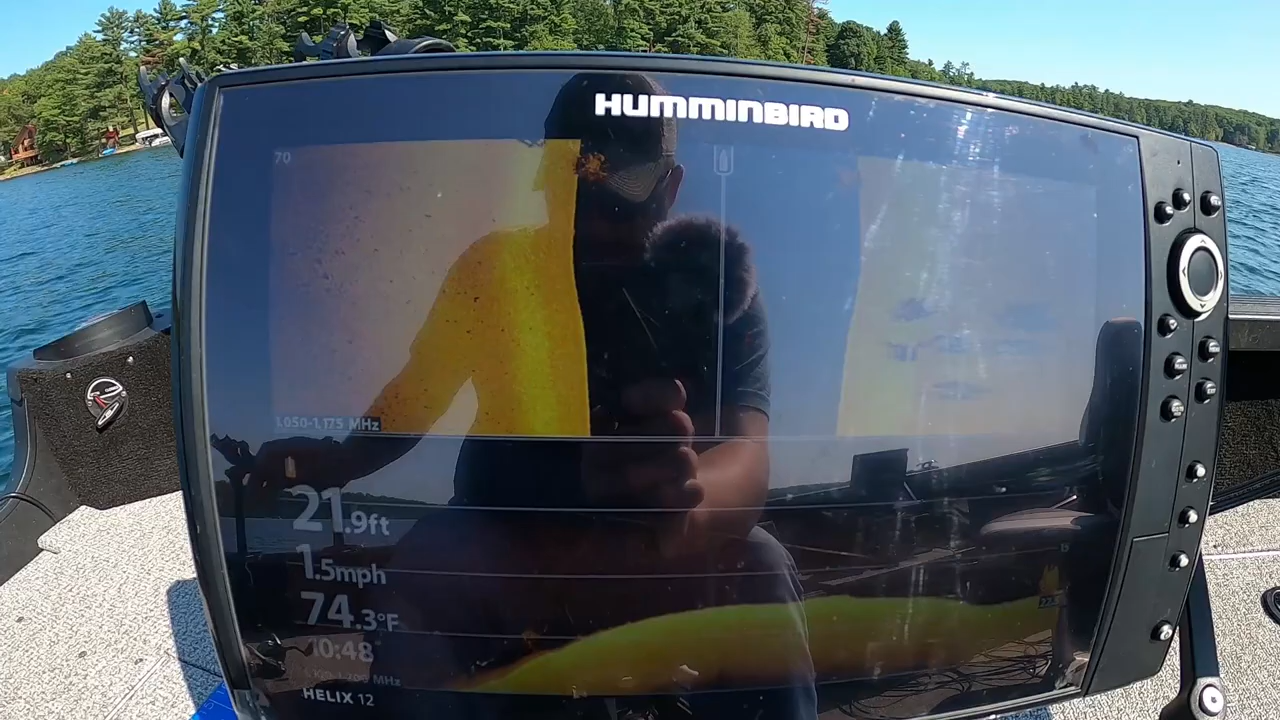 HUMMINBIRD
70
1,050-1,175 MHz
21.9ft
1.5mph
74.3°F
10:48
HELIX 12